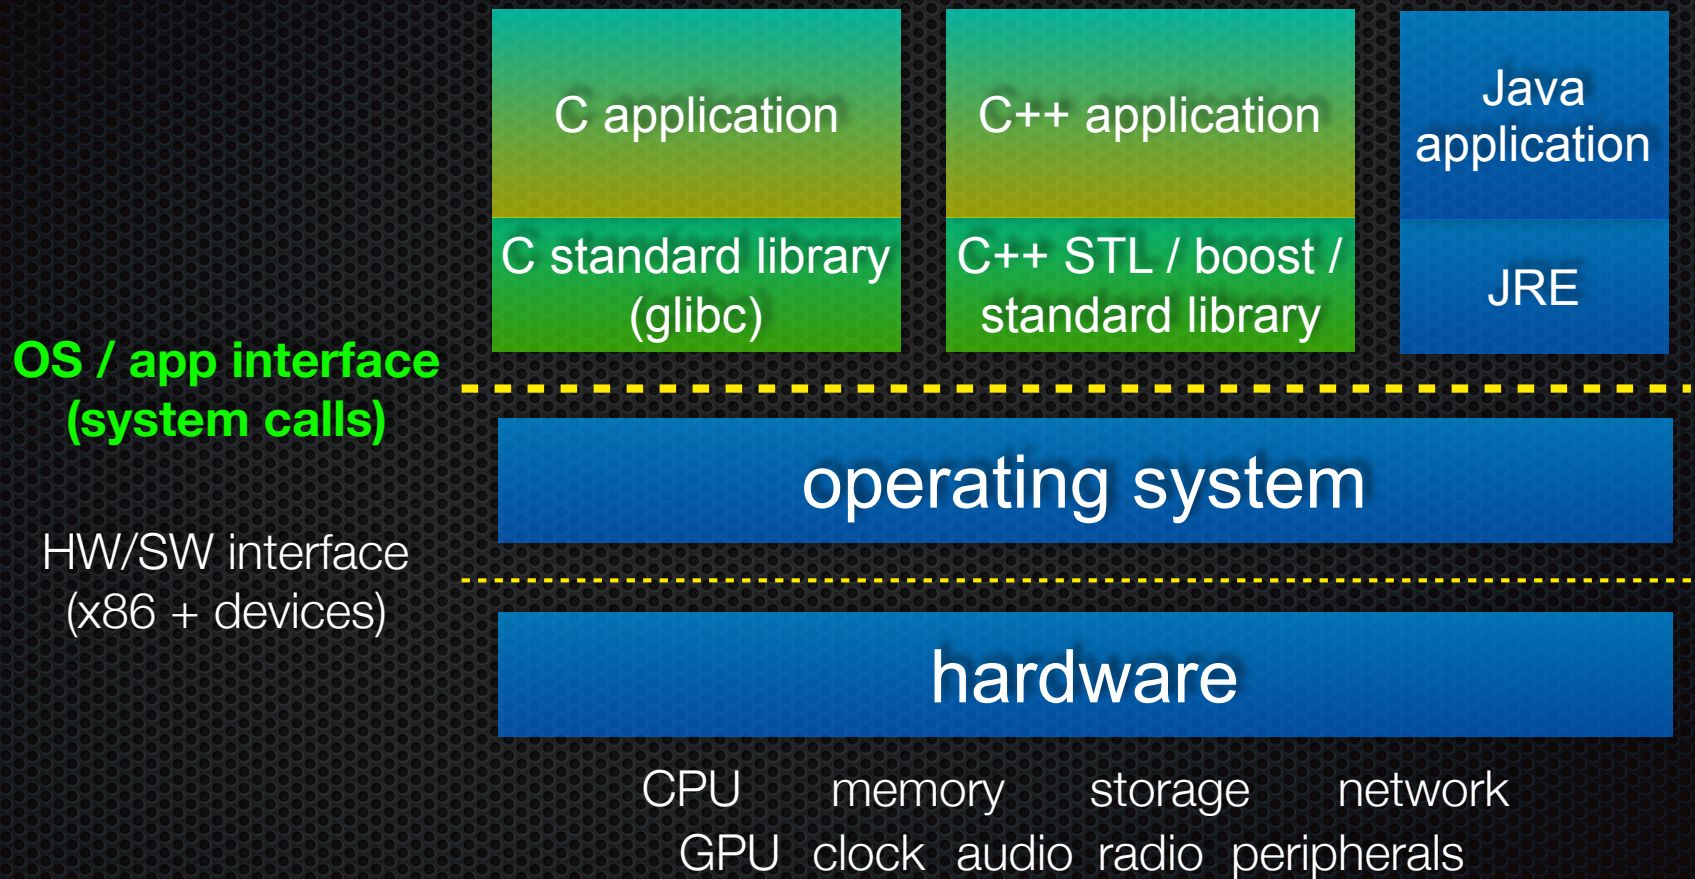 C application
C++ application
Java
application
C standard library
(glibc)
C++ STL / boost /
standard library
JRE
OS / app interface
(system calls)
operating system
HW/SW interface
(x86 + devices)
hardware
CPU memory storage network
GPU clock audio radio peripherals